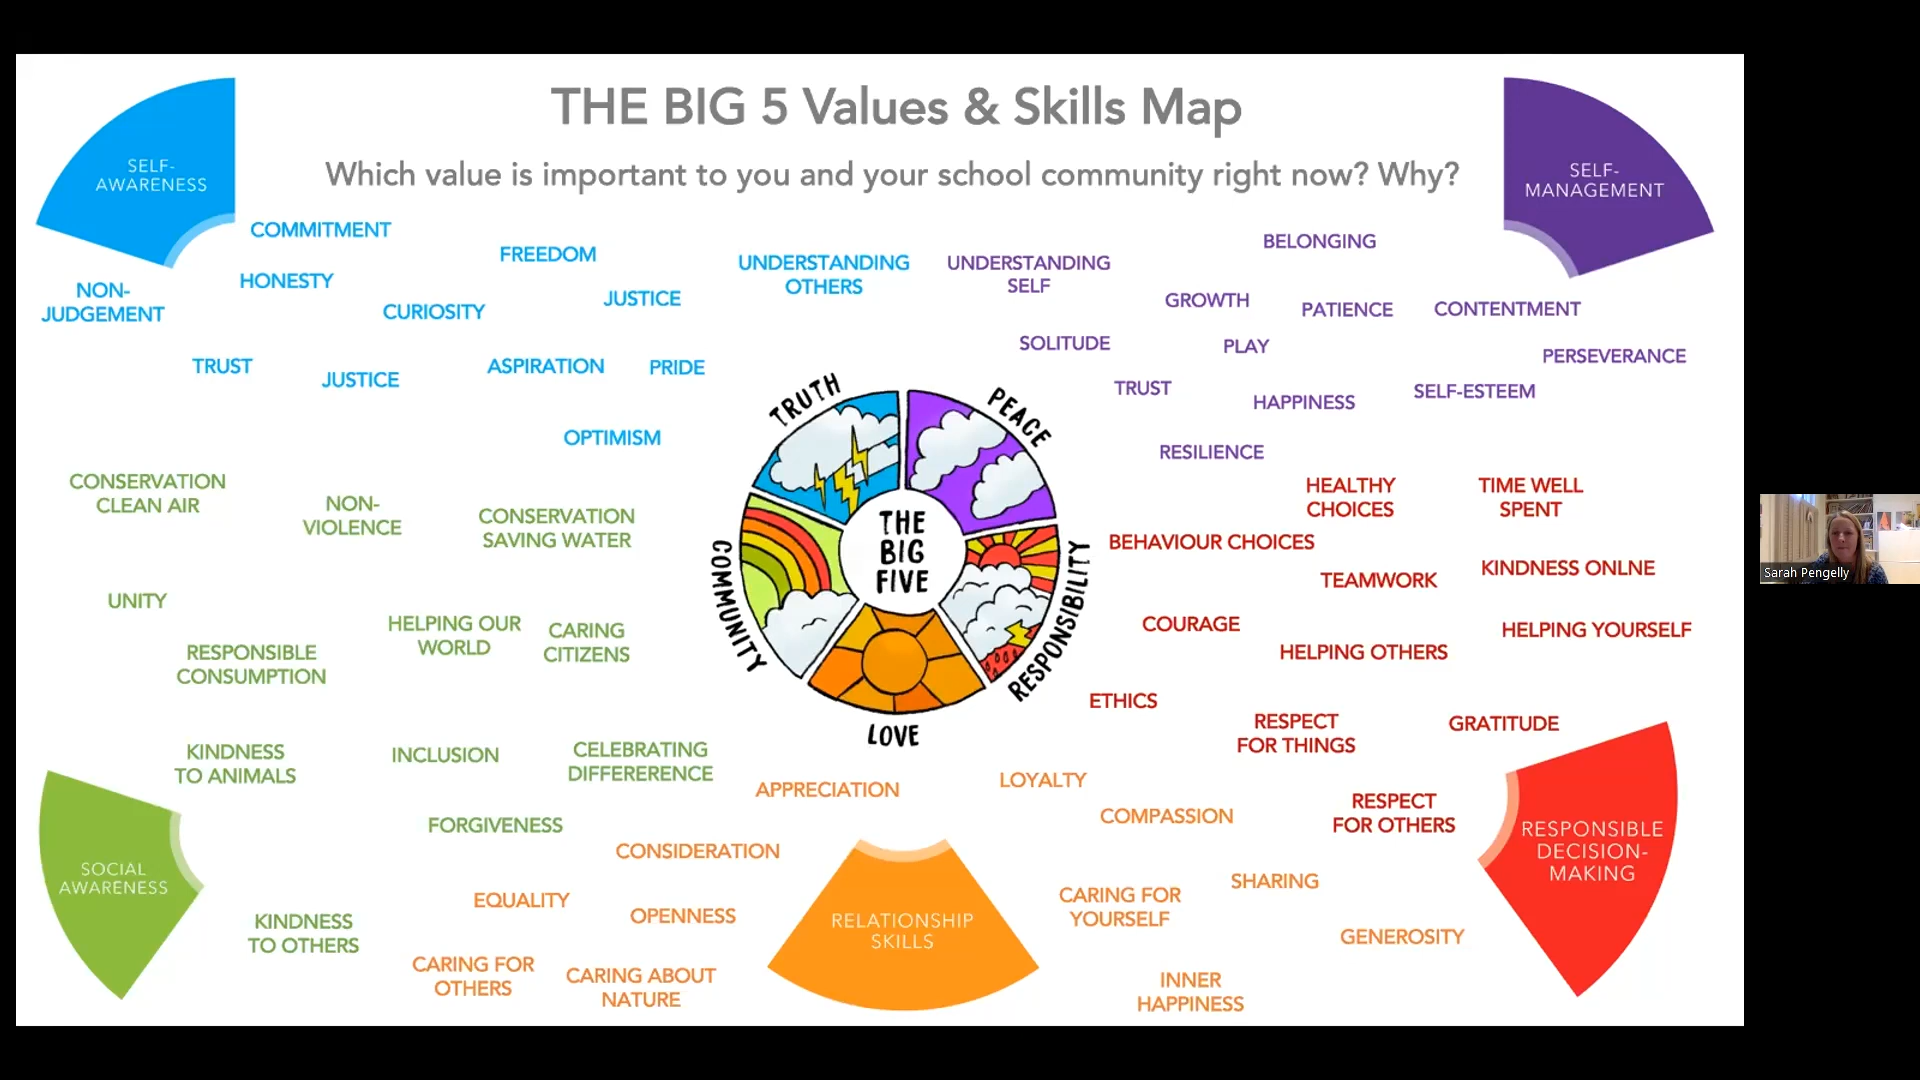 THE BIG 5 Values & Skills Map
Which value is important to you and your school community right now? Why?
SELF-
AWARENESS
COMMITMENT
FREEDOM
UNDERSTANDING
OTHERS
HONESTY
NON-
JUDGEMENT
CURIOSITY
JUSTICE
TRUST
JUSTICE
ASPIRATION
PRIDE
OPTIMISM
SELF-
MANAGEMENT
BELONGING
UNDERSTANDING
SELF
GROWTH
PATIENCE
CONTENTMENT
SOLITUDE
PLAY
PERSEVERANCE
TRUST
HAPPINESS
SELF-ESTEEM
RESILIENCE
TRUTH
PEACE
COMMUNITY
RESPONSIBILITY
LOVE
THE
BIG
FIVE
CONSERVATION
CLEAN AIR
NON-
VIOLENCE
CONSERVATION
SAVING WATER
UNITY
HELPING OUR
WORLD
CARING
CITIZENS
RESPONSIBLE
CONSUMPTION
KINDNESS
TO ANIMALS
INCLUSION
CELEBRATING
DIFFERERENCE
FORGIVENESS
SOCIAL
AWARENESS
KINDNESS
TO OTHERS
HEALTHY
CHOICES
TIME WELL
SPENT
BEHAVIOUR CHOICES
TEAMWORK
KINDNESS ONLNE
COURAGE
HELPING OTHERS
HELPING YOURSELF
ETHICS
RESPECT
FOR THINGS
GRATITUDE
RESPECT
FOR OTHERS
RESPONSIBLE
DECISION-
MAKING
APPRECIATION
LOYALTY
COMPASSION
CONSIDERATION
EQUALITY
OPENNESS
RELATIONSHIP
SKILLS
CARING FOR
YOURSELF
SHARING
GENEROSITY
CARING FOR
OTHERS
CARING ABOUT
NATURE
INNER
HAPPINESS
Sarah Pengelly